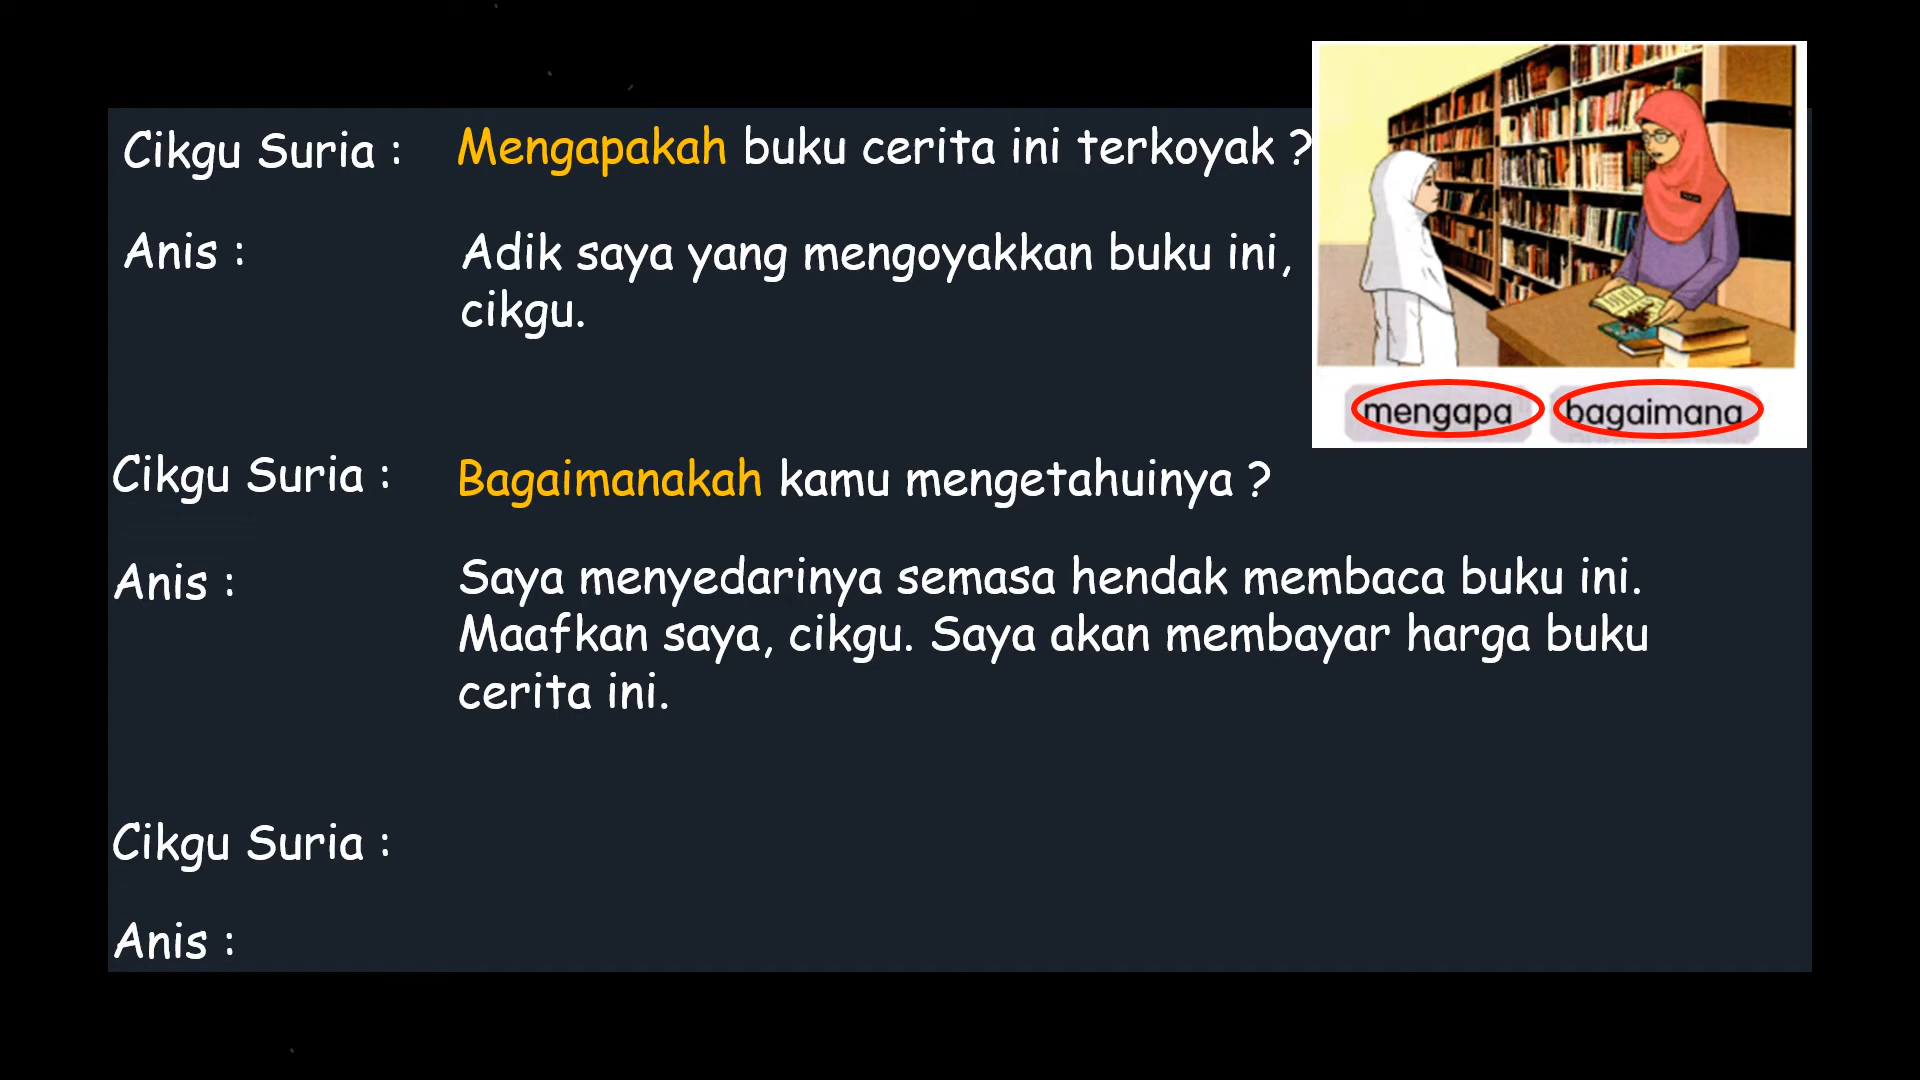 Cikgu Suria : Mengapakah buku cerita ini terkoyak ?
Anis : Adik saya yang mengoyakkan buku ini,
cikgu.
mengapa bagaimana
Cikgu Suria : Bagaimanakah kamu mengetahuinya ?
Anis : Saya menyedarinya semasa hendak membaca buku ini.
Maafkan saya, cikgu. Saya akan membayar harga buku
cerita ini.
Cikgu Suria :
Anis :